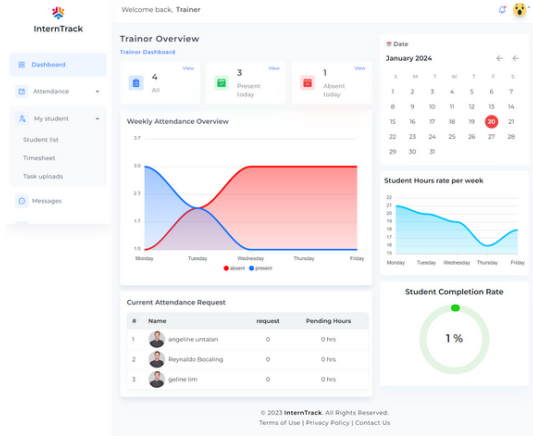 InternTrack
Dashboard
Attendance
My student
Student list
Timesheet
Task uploads
Messages
Welcome back, Trainer
Trainor Overview
Trainor Dashboard
4
All
View
3
Present
today
View
1
Absent
today
View
Weekly Attendance Overview
3.7
3.0
2.3
1.7
1.0
Monday Tuesday Wednesday Thursday Friday
absent present
Current Attendance Request
# Name request Pending Hours
1 angeline untalan 0 0 hrs
2 Reynaldo Bocaling 0 0 hrs
3 geline lim 0 0 hrs
Date
January 2024
S M T W T F S
1 2 3 4 5 6 7
8 9 10 11 12 13 14
15 16 17 18 19 20 21
22 23 24 25 26 27 28
29 30 31
Student Hours rate per week
22
21
20
19
18
17
16
15
Monday Tuesday Wednesday Thursday Friday
Student Completion Rate
1 %
© 2023 InternTrack. All Rights Reserved.
Terms of Use | Privacy Policy | Contact Us